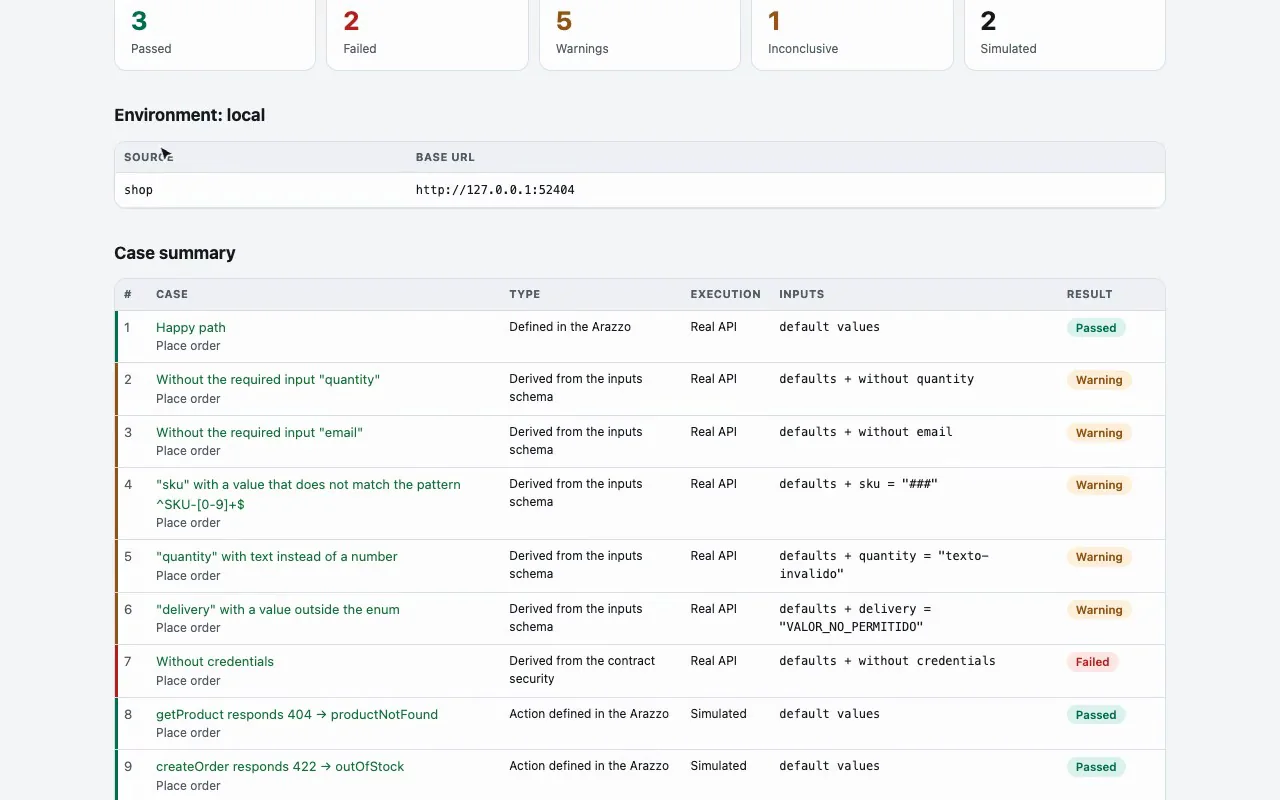 3
Passed
2
Failed
5
Warnings
1
Inconclusive
2
Simulated
Environment: local
SOURCE
BASE URL
shop
http://127.0.0.1:52404
Case summary
# CASE TYPE EXECUTION INPUTS RESULT
1 Happy path Defined in the Arazzo Real API default values Passed
Place order
2 Without the required input "quantity" Derived from the inputs Real API defaults + without quantity Warning
Place order schema
3 Without the required input "email" Derived from the inputs Real API defaults + without email Warning
Place order schema
4 "sku" with a value that does not match the pattern Derived from the inputs Real API defaults + sku = "###" Warning
^SKU-[0-9]+$ schema
Place order
5 "quantity" with text instead of a number Derived from the inputs Real API defaults + quantity = "texto- Warning
Place order schema invalido"
6 "delivery" with a value outside the enum Derived from the inputs Real API defaults + delivery = Warning
Place order schema "VALOR_NO_PERMITIDO"
7 Without credentials Derived from the contract Real API defaults + without credentials Failed
Place order security
8 getProduct responds 404 → productNotFound Action defined in the Arazzo Simulated default values Passed
Place order
9 createOrder responds 422 → outOfStock Action defined in the Arazzo Simulated default values Passed
Place order